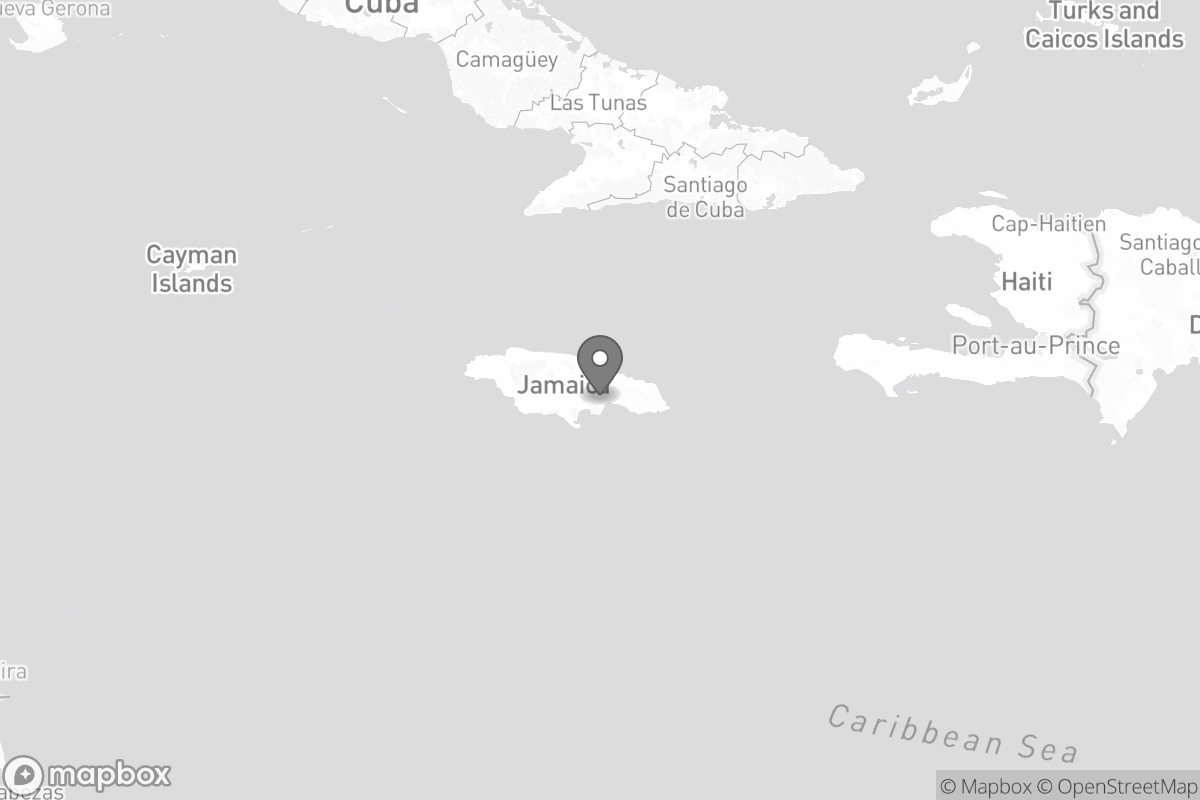 ueva Gerona
Cuba
Turks and
Caicos Islands
Camagüey
Las Tunas
Santiago
de Cuba
Cap-Haitien
Santiago
Caball
Cayman
Islands
Haiti
D
Port-au-Prince
Jamaica
ira
Caribbean Sea
mapbox
abezas
© Mapbox © OpenStreetMap